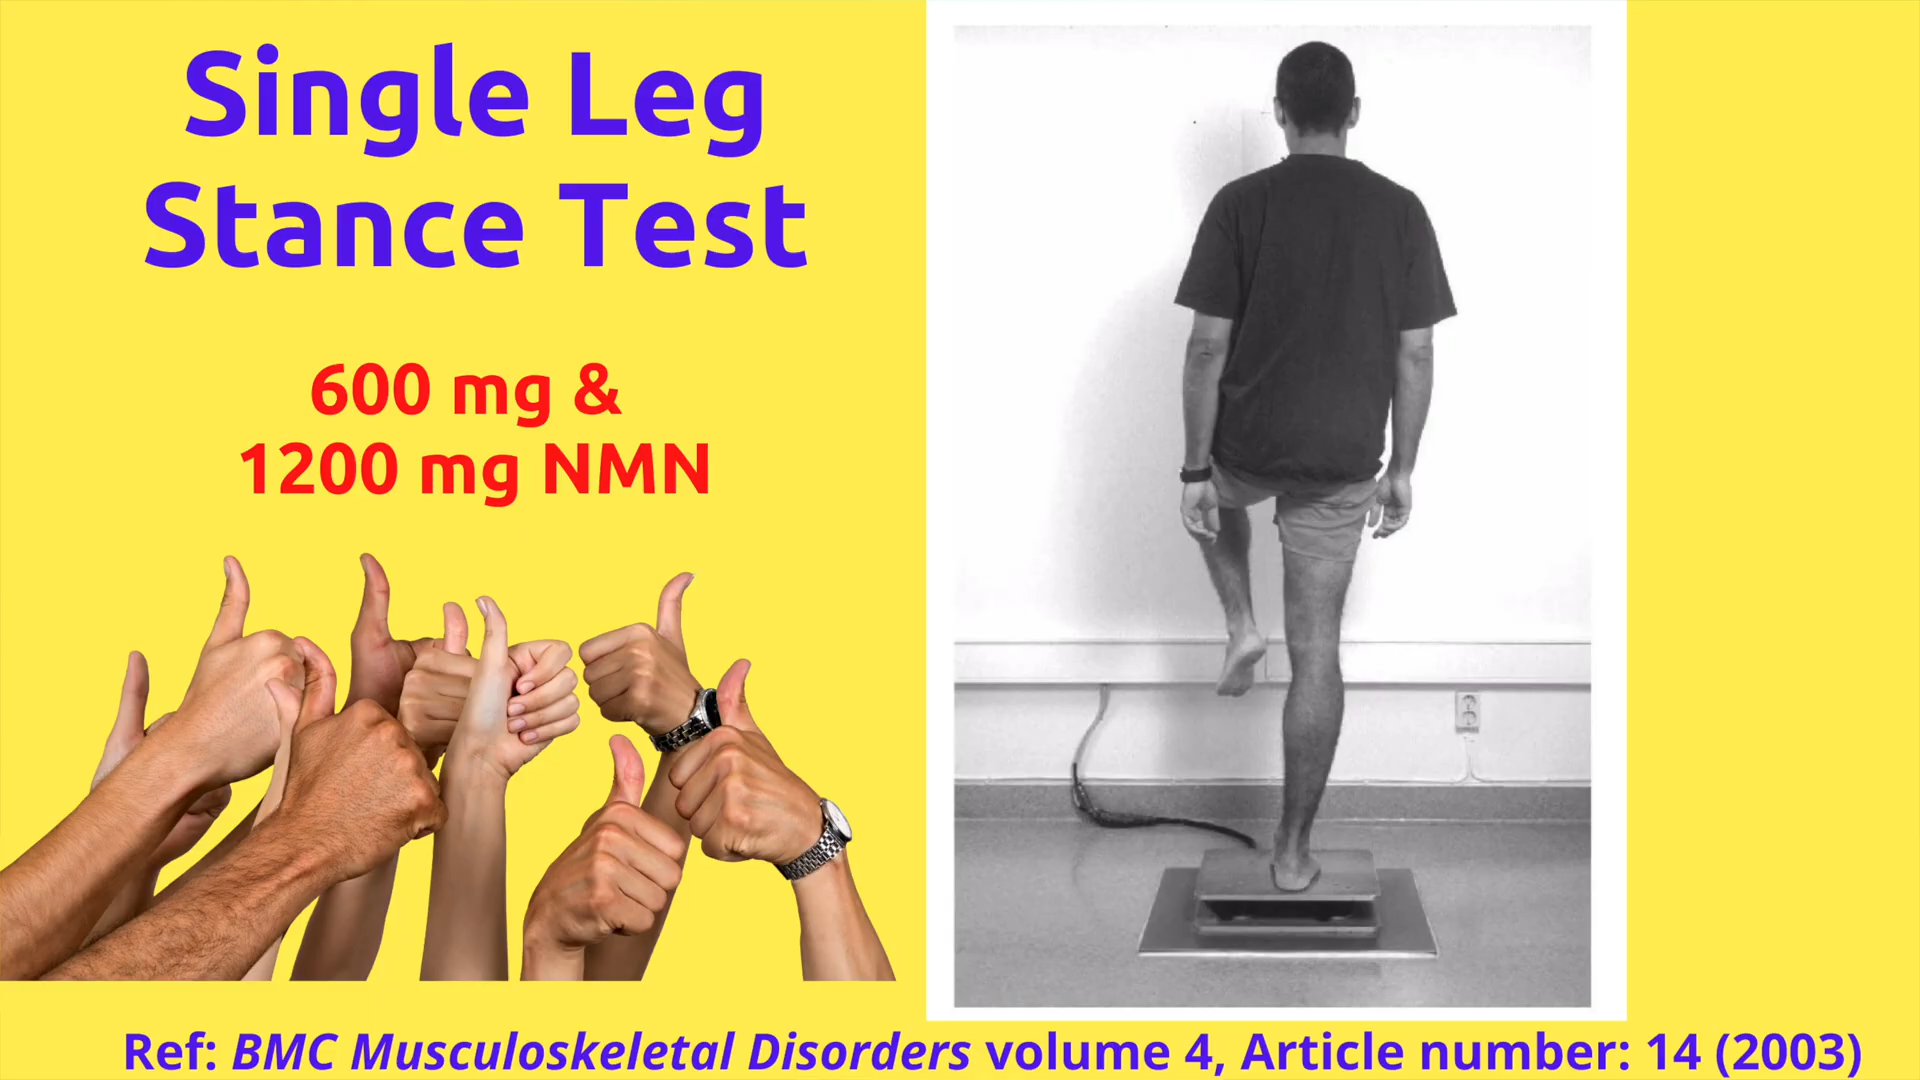 Single Leg
Stance Test
600 mg &
1200 mg NMN
Ref: BMC Musculoskeletal Disorders volume 4, Article number: 14 (2003)